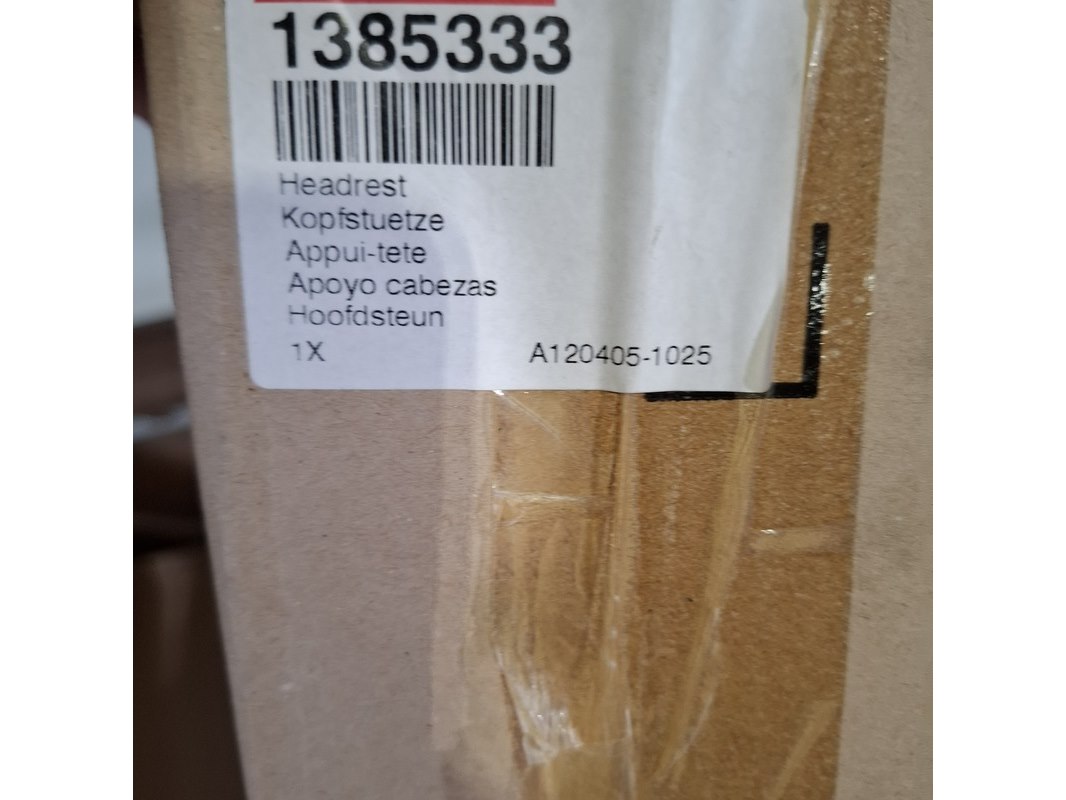 1385333
Headrest
Kopfstuetze
Appui-tete
Apoyo cabezas
Hoofdsteun
1X A120405-1025